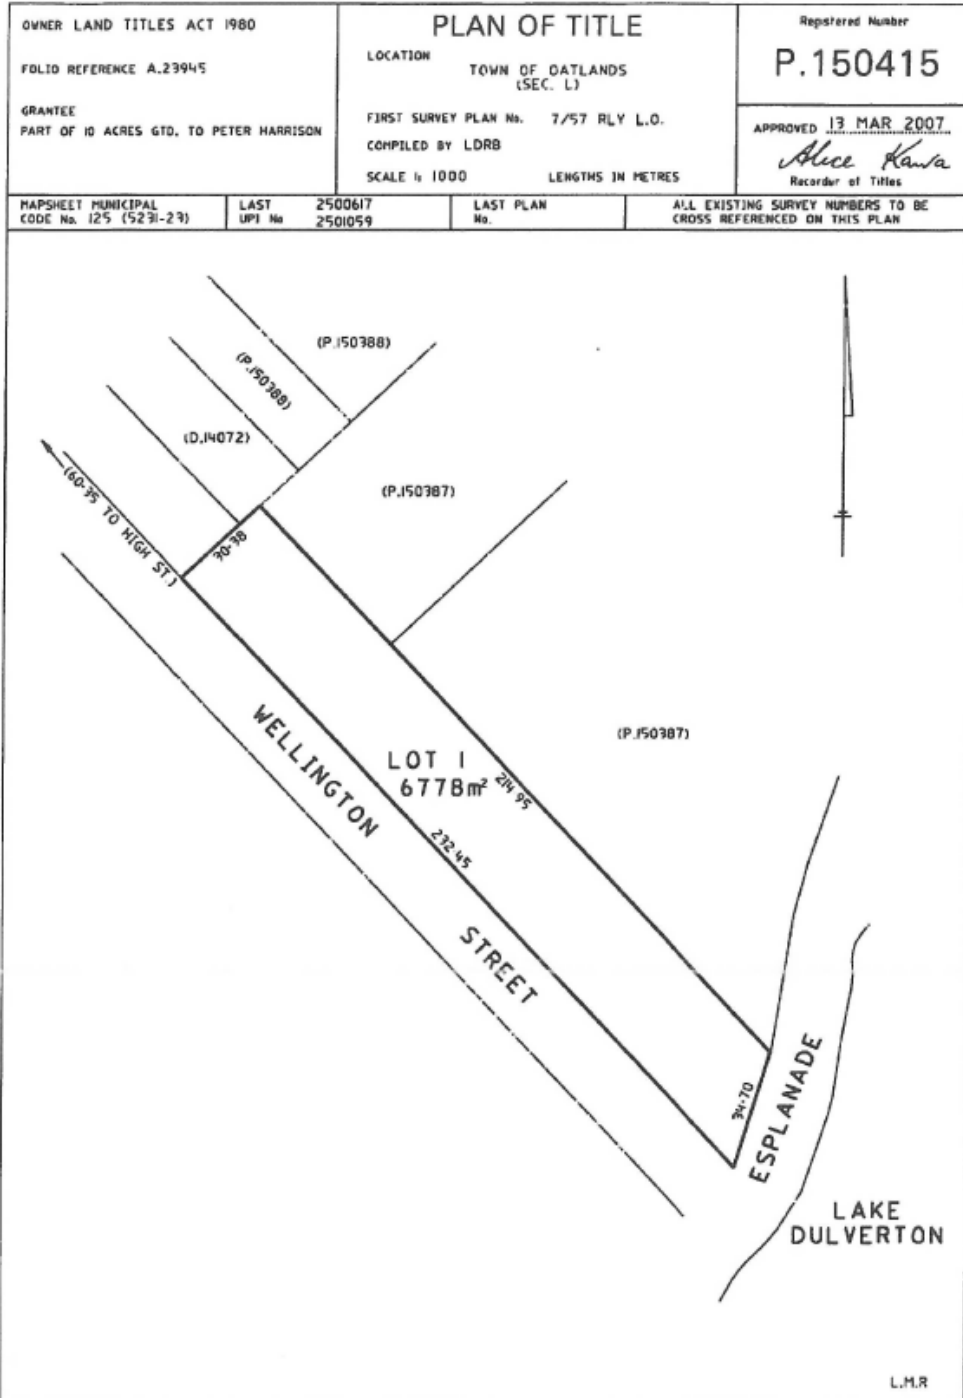 OWNER LAND TITLES ACT 1980
FOLIO REFERENCE A.23945
GRANTEE
PART OF 10 ACRES GTD. TO PETER HARRISON
PLAN OF TITLE
LOCATION
TOWN OF OATLANDS
(SEC. L)
FIRST SURVEY PLAN No. 7/57 RLY L.O.
COMPILED BY LDRB
SCALE 1: 1000 LENGTHS IN METRES
Registered Number
P.150415
APPROVED 13 MAR 2007
Alice Kawa
Recorder of Titles
MAPSHEET MUNICIPAL
CODE No. 125 (5231-23)
LAST 2500617
UPI No 2501059
LAST PLAN
No.
ALL EXISTING SURVEY NUMBERS TO BE
CROSS REFERENCED ON THIS PLAN
(P.150388)
(P.150388)
(D.14072)
(P.150387)
(60·35 TO HIGH ST.)
30·38
(P.150387)
WELLINGTON
STREET
LOT 1
6778m²
214·95
232·45
34·70
ESPLANADE
LAKE
DULVERTON
L.M.R